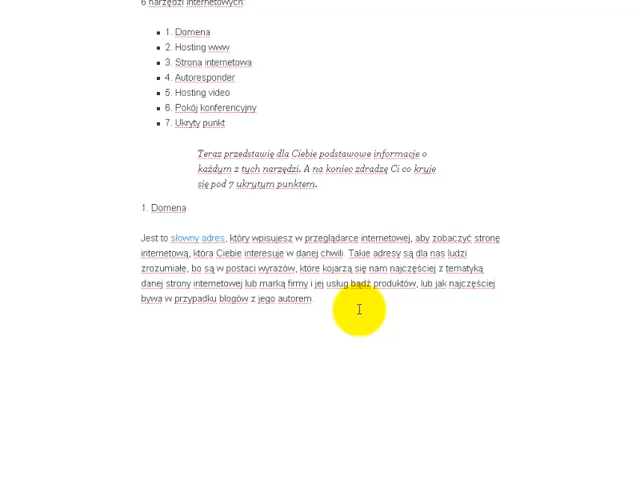 6 narzędzi internetowych:
1. Domena
2. Hosting www
3. Strona internetowa
4. Autoresponder
5. Hosting video
6. Pokój konferencyjny
7. Ukryty punkt
Teraz przedstawię dla Ciebie podstawowe informacje o
każdym z tych narzędzi. A na koniec zdradzę Ci co kryje
się pod 7 ukrytym punktem.
1. Domena
Jest to słowny adres, który wpisujesz w przeglądarce internetowej, aby zobaczyć stronę
internetową, która Ciebie interesuje w danej chwili. Takie adresy są dla nas ludzi
zrozumiałe, bo są w postaci wyrazów, które kojarzą się nam najczęściej z tematyką
danej strony internetowej lub marką firmy i jej usług bądź produktów, lub jak najczęściej
bywa w przypadku blogów z jego autorem.